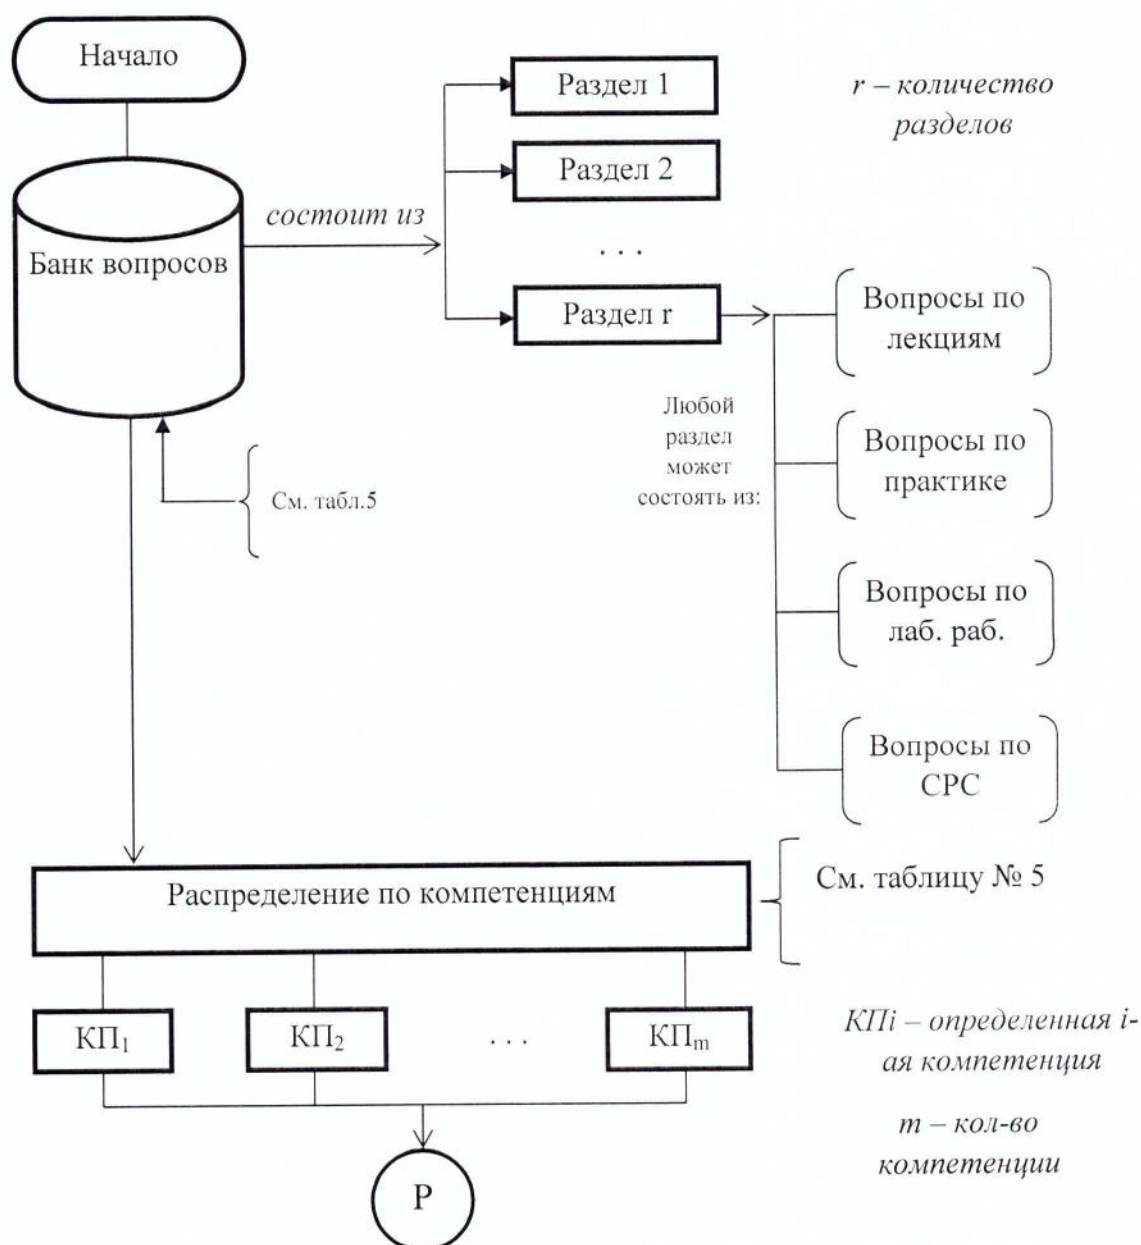 Начало
Раздел 1
r – количество
разделов
Раздел 2
состоит из
. . .
Банк вопросов
Раздел r
Вопросы по
лекциям
Любой
раздел
может
состоять из:
Вопросы по
практике
См. табл.5
Вопросы по
лаб. раб.
Вопросы по
СРС
Распределение по компетенциям
См. таблицу № 5
КП₁
КП₂
. . .
КПₘ
КПi – определенная i-
ая компетенция
m – кол-во
компетенции
Р